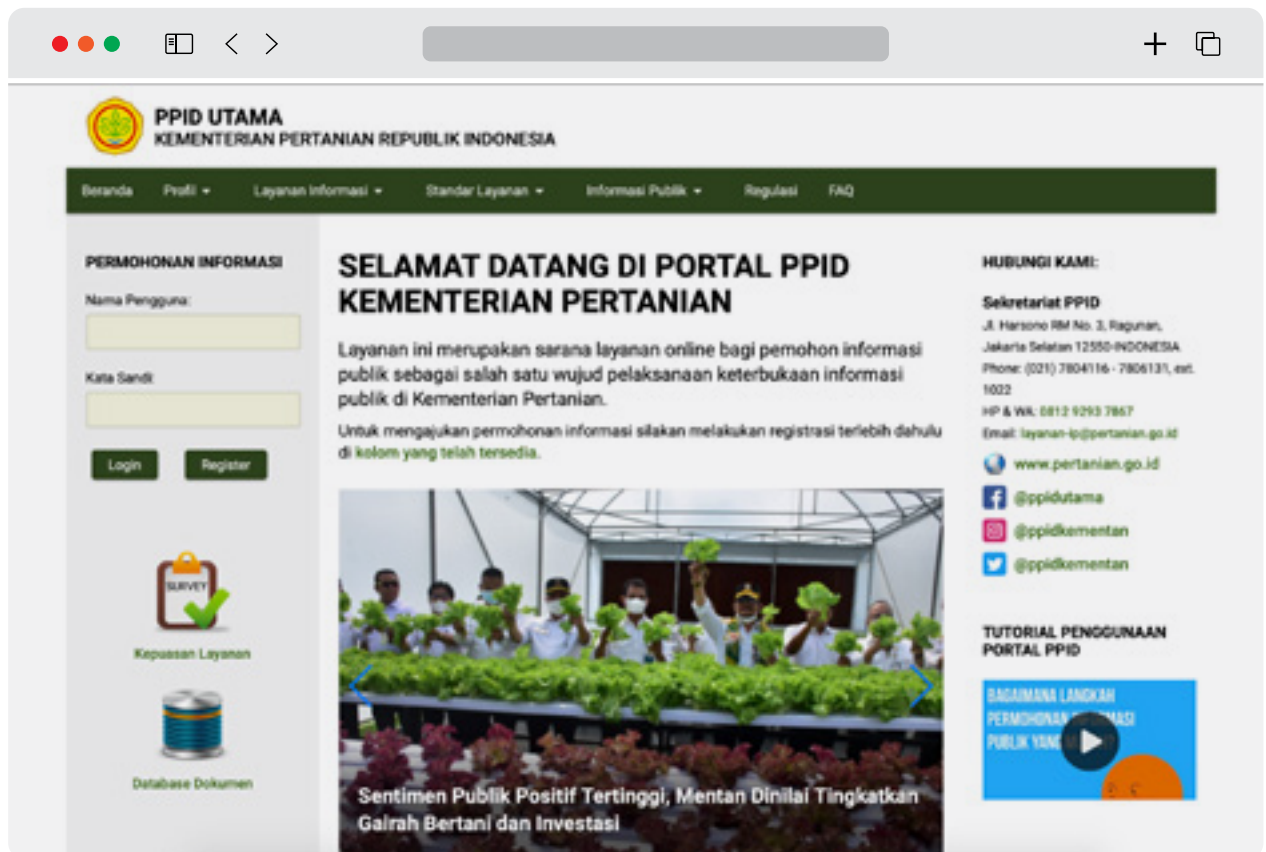 PPID UTAMA
KEMENTERIAN PERTANIAN REPUBLIK INDONESIA
Beranda Profil Layanan Informasi Standar Layanan Informasi Publik Regulasi FAQ
PERMOHONAN INFORMASI
Nama Pengguna:
Kata Sandi:
Login Register
SURVEY
Kepuasan Layanan
Database Dokumen
SELAMAT DATANG DI PORTAL PPID
KEMENTERIAN PERTANIAN
Layanan ini merupakan sarana layanan online bagi pemohon informasi
publik sebagai salah satu wujud pelaksanaan keterbukaan informasi
publik di Kementerian Pertanian.
Untuk mengajukan permohonan informasi silakan melakukan registrasi terlebih dahulu
di kolom yang telah tersedia.
Sentimen Publik Positif Tertinggi, Mentan Dinilai Tingkatkan
Gairah Bertani dan Investasi
HUBUNGI KAMI:
Sekretariat PPID
Jl. Harsono RM No. 3, Ragunan,
Jakarta Selatan 12550-INDONESIA
Phone: (021) 7804116 - 7806131, ext.
1022
HP & WA: 0812 9293 7867
Email: layanan-ip@pertanian.go.id
www.pertanian.go.id
@ppidutama
@ppidkementan
@ppidkementan
TUTORIAL PENGGUNAAN
PORTAL PPID
BAGAIMANA LANGKAH
PERMOHONAN INFORMASI
PUBLIK YANG